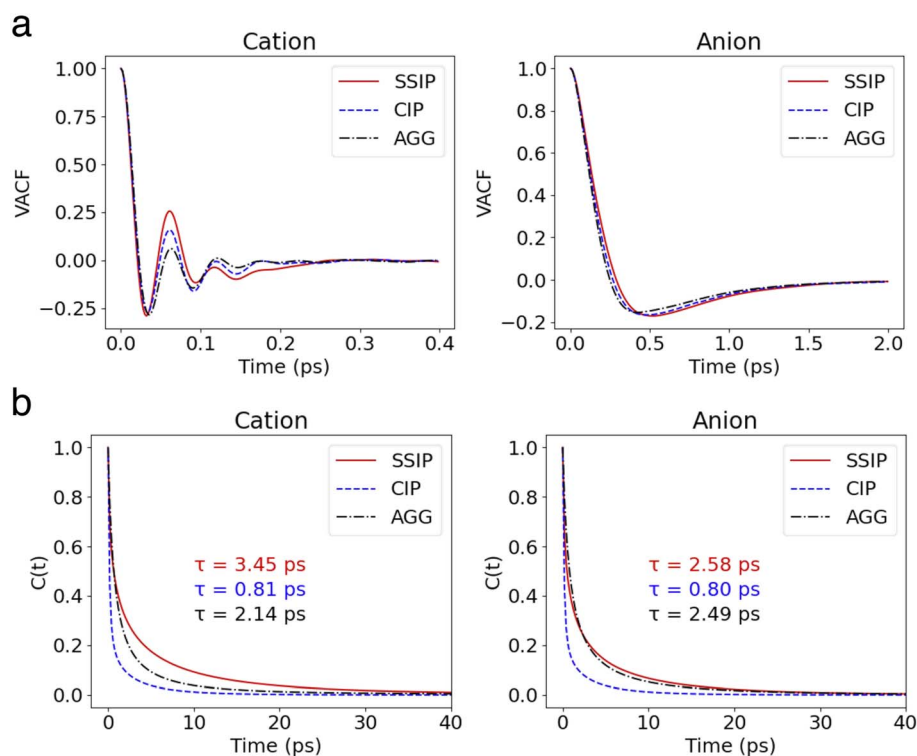 a
Cation
Anion
1.00
0.75
0.50
0.25
0.00
−0.25
VACF
SSIP
CIP
AGG
0.0
0.1
0.2
0.3
0.4
Time (ps)
1.0
0.8
0.6
0.4
0.2
0.0
−0.2
VACF
SSIP
CIP
AGG
0.0
0.5
1.0
1.5
2.0
Time (ps)
b
Cation
Anion
1.0
0.8
0.6
0.4
0.2
0.0
C(t)
SSIP
CIP
AGG
τ = 3.45 ps
τ = 0.81 ps
τ = 2.14 ps
0
10
20
30
40
Time (ps)
1.0
0.8
0.6
0.4
0.2
0.0
C(t)
SSIP
CIP
AGG
τ = 2.58 ps
τ = 0.80 ps
τ = 2.49 ps
0
10
20
30
40
Time (ps)